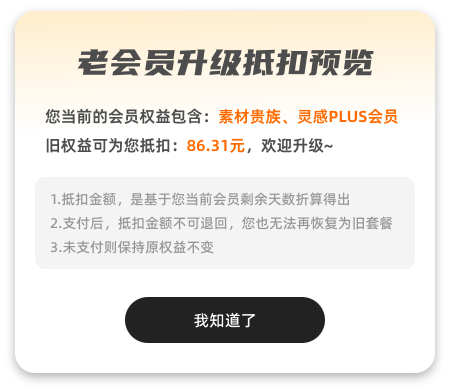 老会员升级抵扣预览
您当前的会员权益包含：素材贵族、灵感PLUS会员
旧权益可为您抵扣：86.31元，欢迎升级~
1.抵扣金额，是基于您当前会员剩余天数折算得出
2.支付后，抵扣金额不可退回，您也无法再恢复为旧套餐
3.未支付则保持原权益不变
我知道了